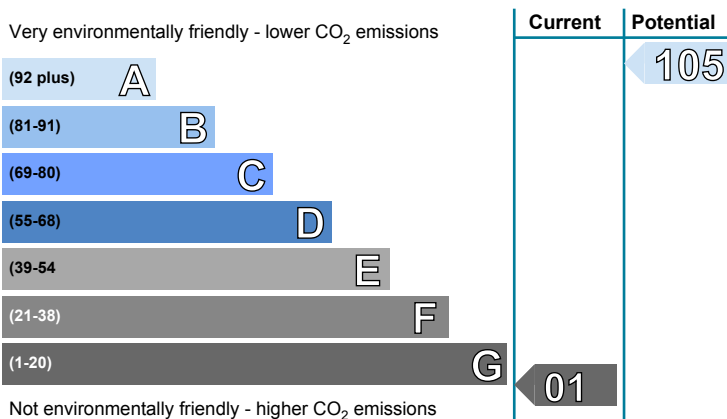 Current Potential
Very environmentally friendly - lower CO2 emissions
105
(92 plus) A
(81-91) B
(69-80) C
(55-68) D
(39-54 E
(21-38) F
(1-20) G
01
Not environmentally friendly - higher CO2 emissions